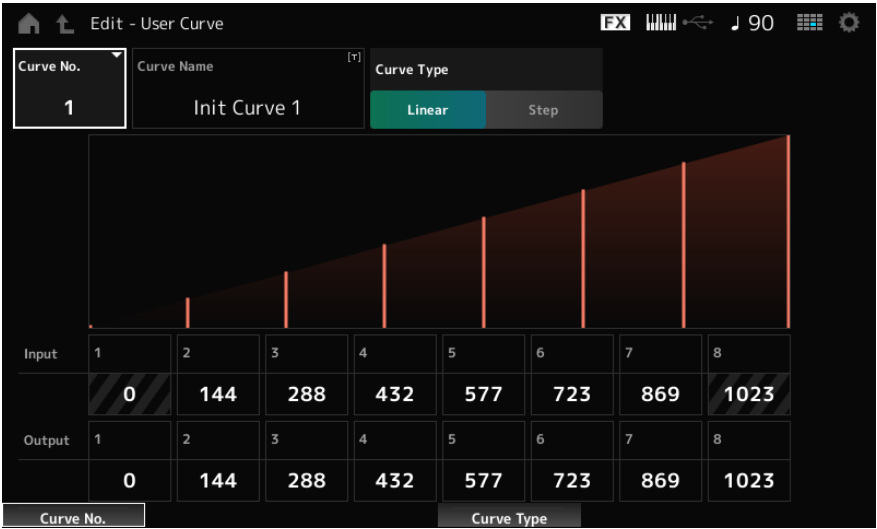 Edit - User Curve
FX
♩ 90
Curve No.
1
Curve Name
[T]
Init Curve 1
Curve Type
Linear
Step
Input
1 2 3 4 5 6 7 8
0 144 288 432 577 723 869 1023
Output
1 2 3 4 5 6 7 8
0 144 288 432 577 723 869 1023
Curve No.
Curve Type